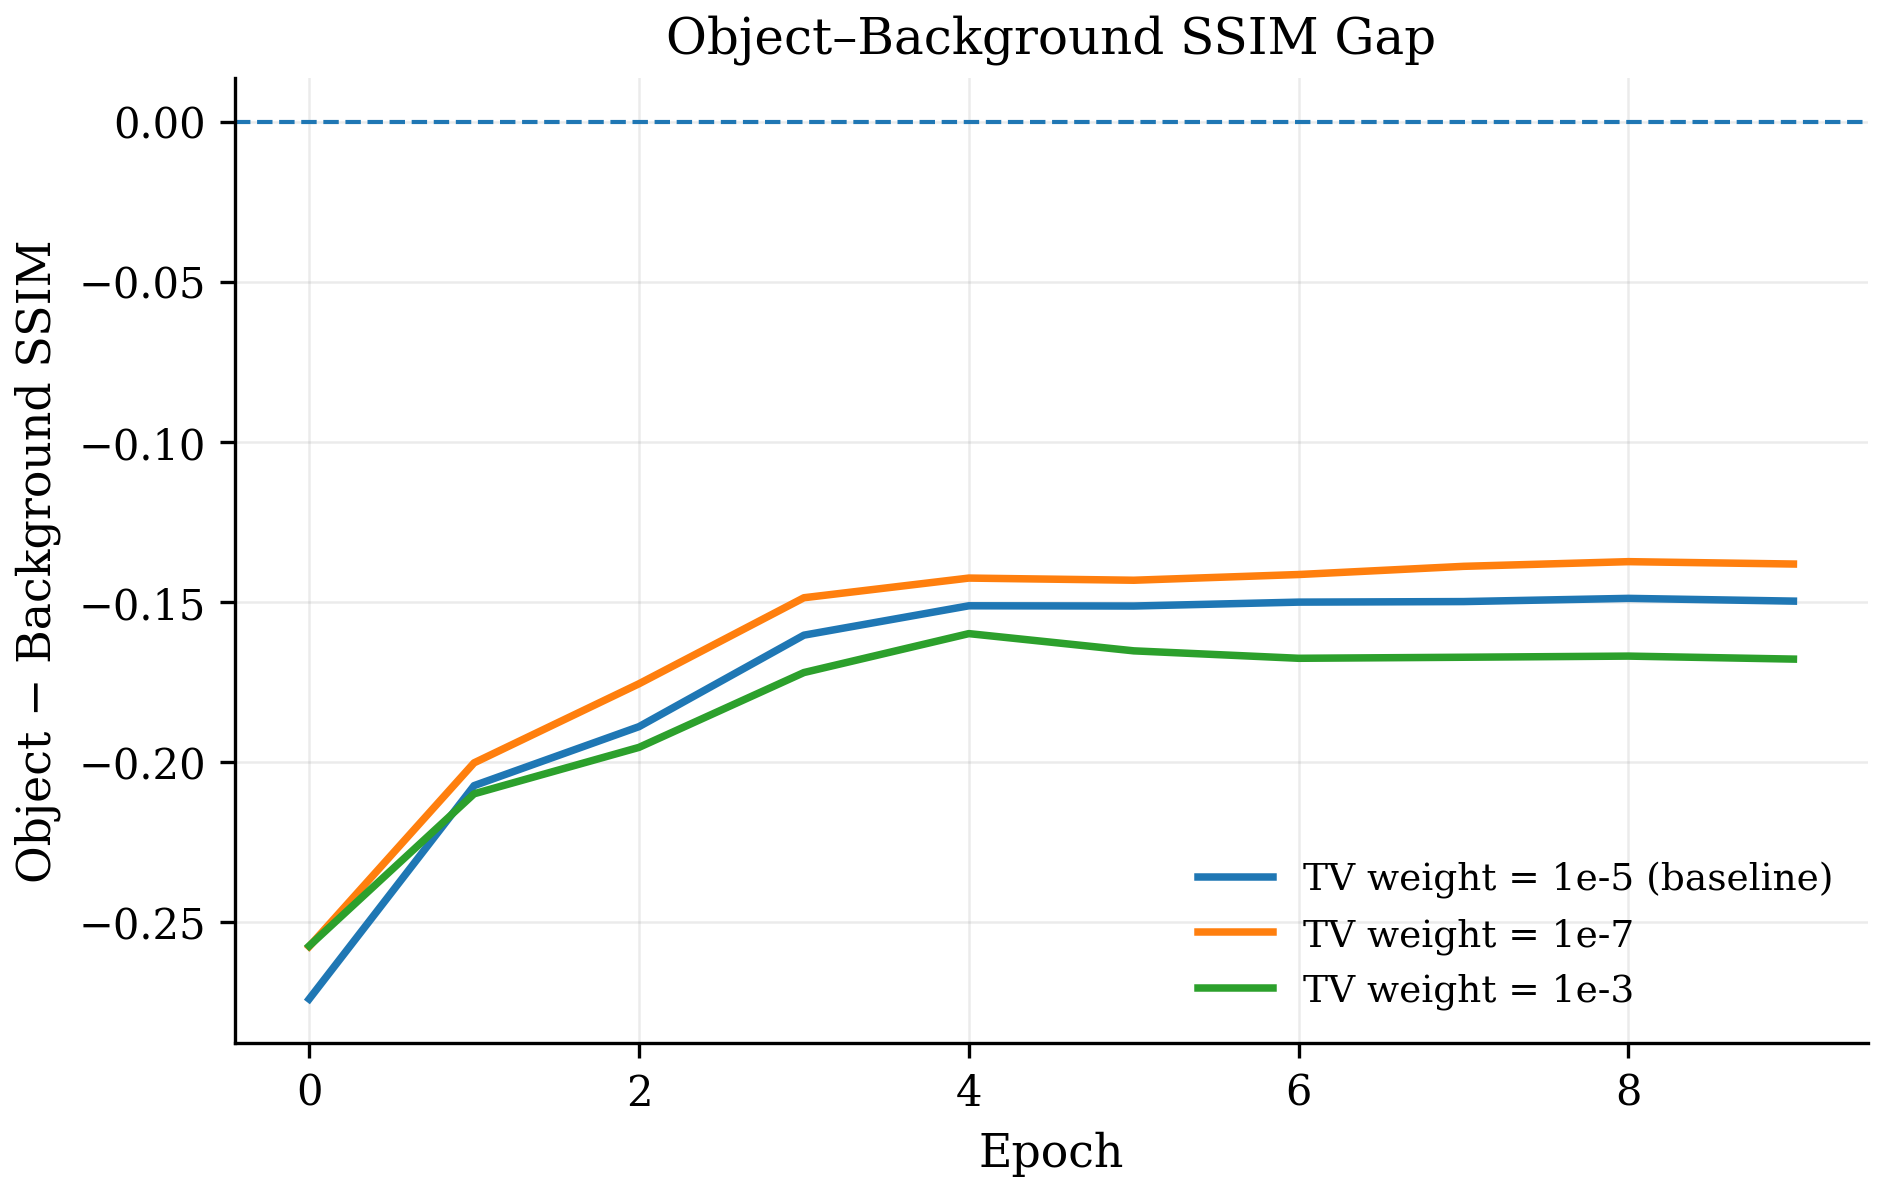 Object–Background SSIM Gap
Object − Background SSIM
0.00
−0.05
−0.10
−0.15
−0.20
−0.25
TV weight = 1e-5 (baseline)
TV weight = 1e-7
TV weight = 1e-3
0
2
4
6
8
Epoch